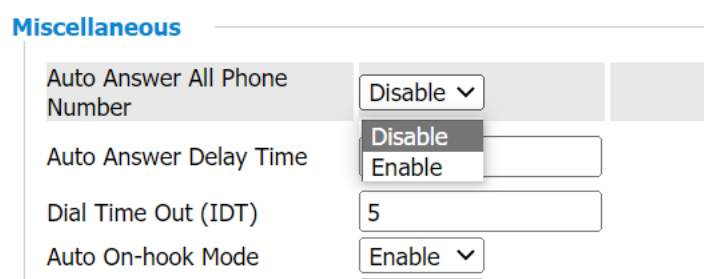 Miscellaneous
Auto Answer All Phone
Number
Disable
Disable
Enable
Auto Answer Delay Time
Dial Time Out (IDT)
5
Auto On-hook Mode
Enable